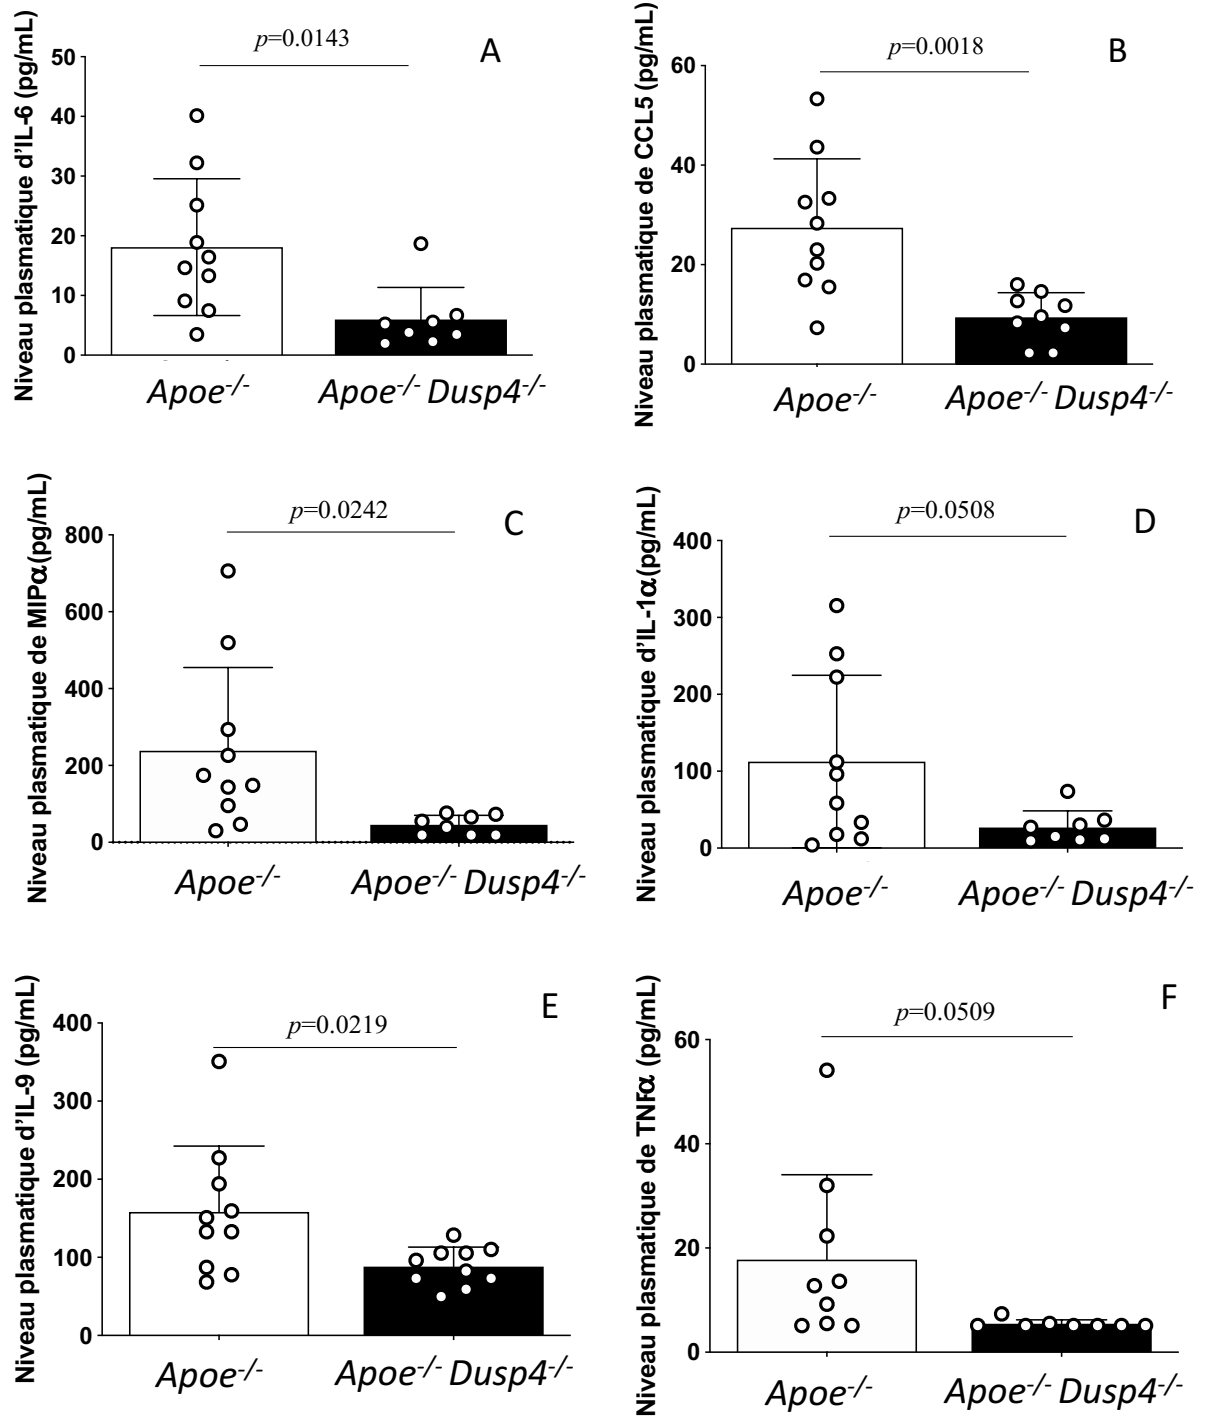 p=0.0143
A
Niveau plasmatique d'IL-6 (pg/mL)
50
40
30
20
10
0
Apoe-/-
Apoe-/- Dusp4-/-
p=0.0018
B
Niveau plasmatique de CCL5 (pg/mL)
60
40
20
0
Apoe-/-
Apoe-/- Dusp4-/-
p=0.0242
C
Niveau plasmatique de MIPα(pg/mL)
800
600
400
200
0
Apoe-/-
Apoe-/- Dusp4-/-
p=0.0508
D
Niveau plasmatique d'IL-1α(pg/mL)
400
300
200
100
0
Apoe-/-
Apoe-/- Dusp4-/-
p=0.0219
E
Niveau plasmatique d'IL-9 (pg/mL)
400
300
200
100
0
Apoe-/-
Apoe-/- Dusp4-/-
p=0.0509
F
Niveau plasmatique de TNFα (pg/mL)
60
40
20
0
Apoe-/-
Apoe-/- Dusp4-/-